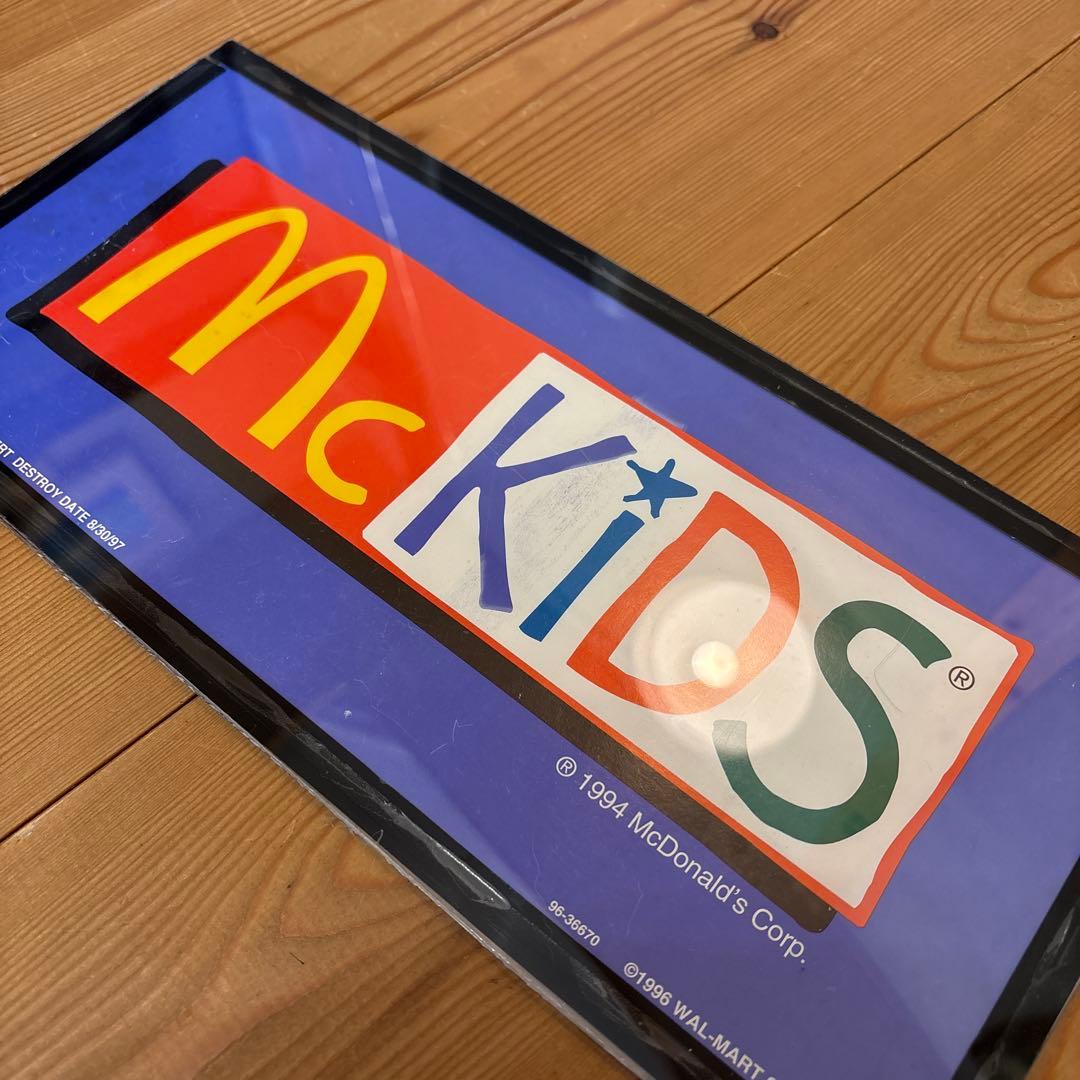 McKiDS®
® 1994 McDonald's Corp.
DESTROY DATE 8/30/97
96-36670
©1996 WAL-MART